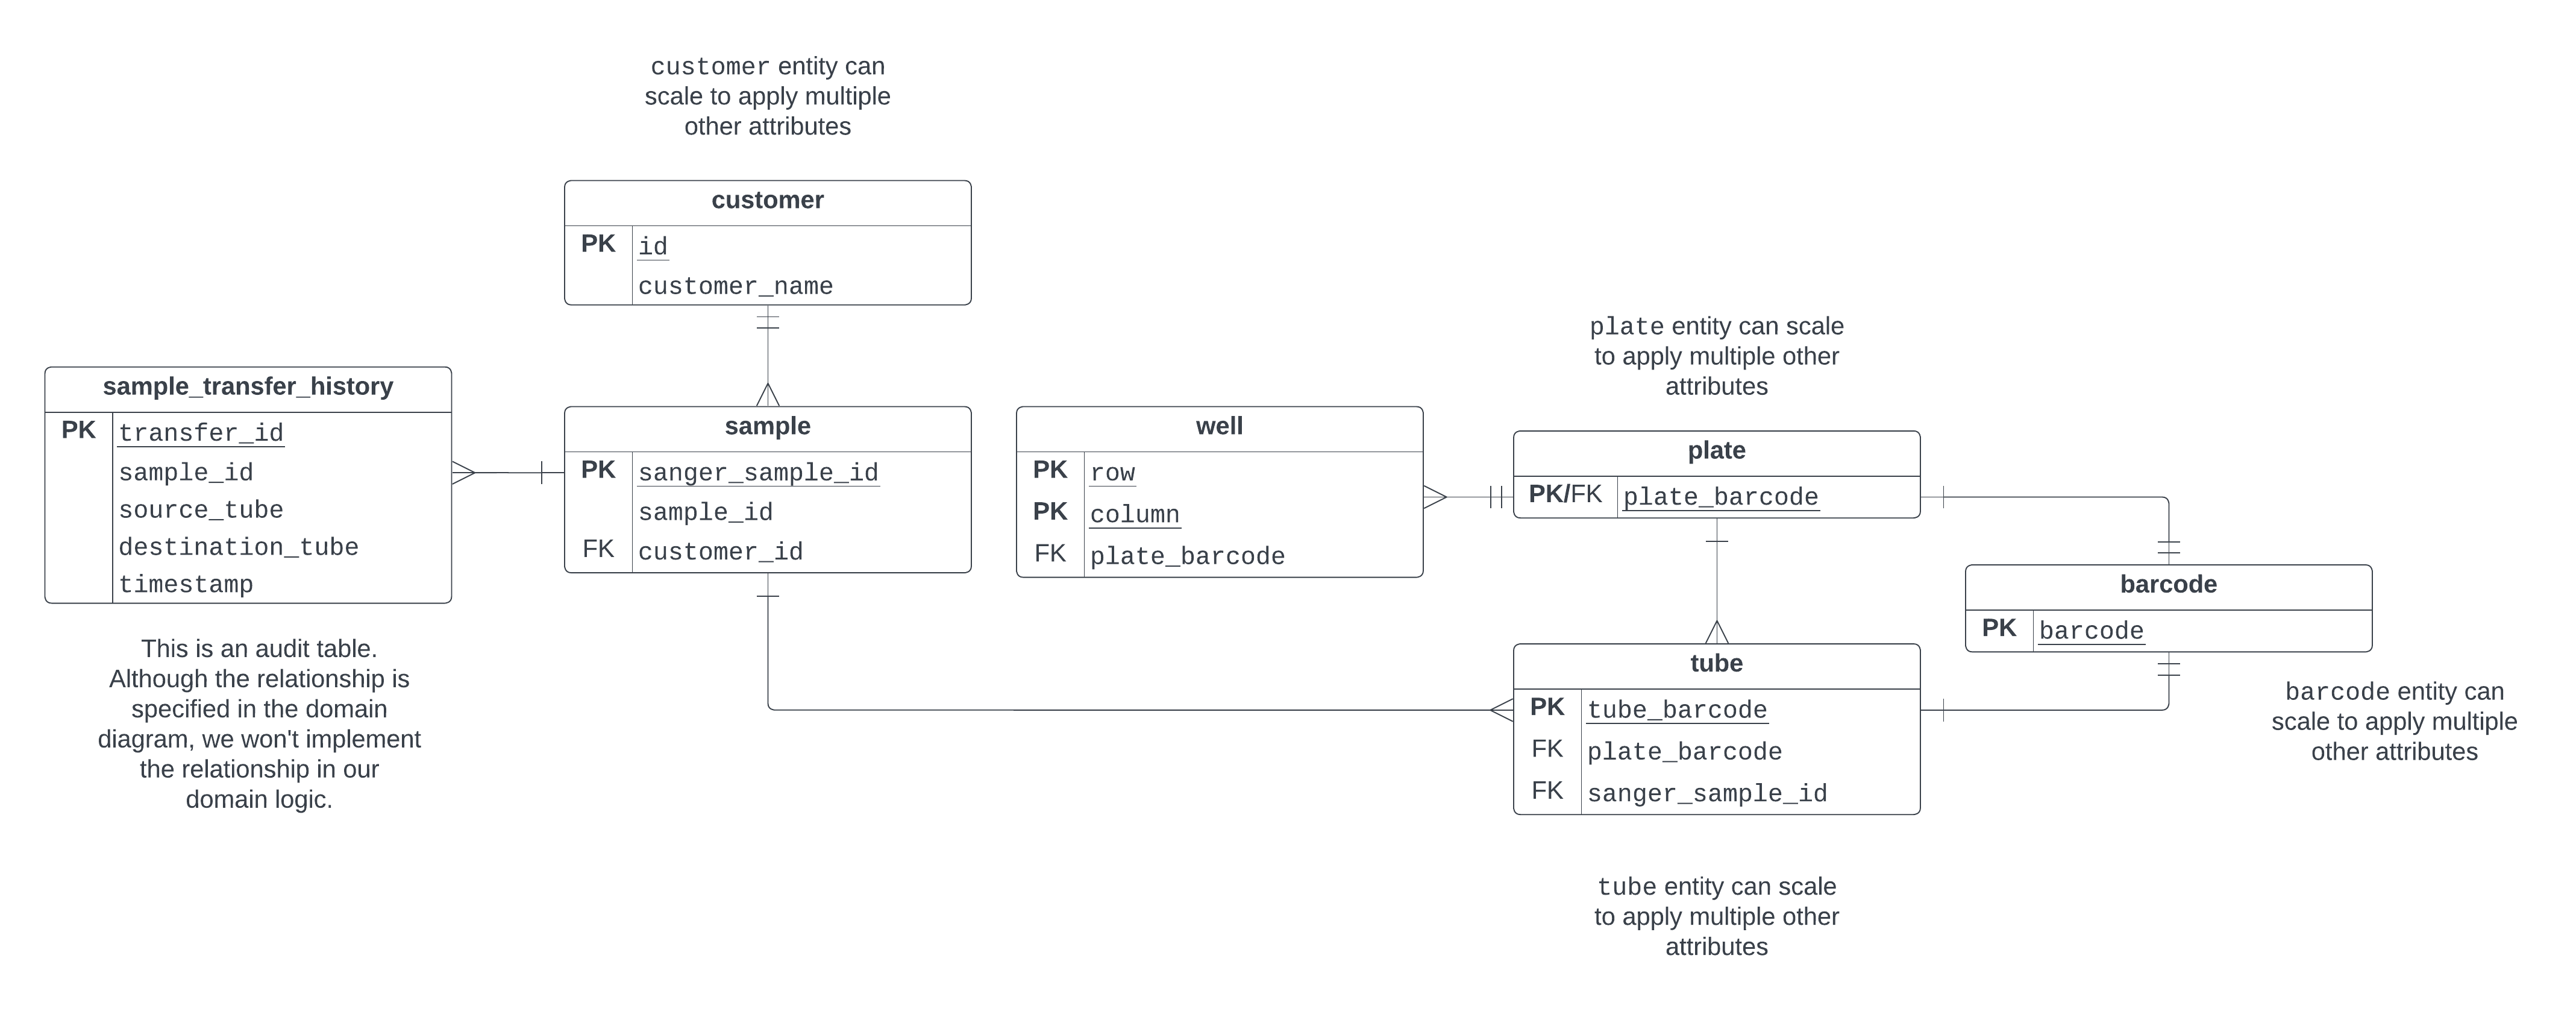 customer entity can
scale to apply multiple
other attributes
customer
PK id
customer_name
sample_transfer_history
PK transfer_id
sample_id
source_tube
destination_tube
timestamp
This is an audit table.
Although the relationship is
specified in the domain
diagram, we won't implement
the relationship in our
domain logic.
sample
PK sanger_sample_id
sample_id
FK customer_id
well
PK row
PK column
FK plate_barcode
plate entity can scale
to apply multiple other
attributes
plate
PK/FK plate_barcode
barcode
PK barcode
barcode entity can
scale to apply multiple
other attributes
tube
PK tube_barcode
FK plate_barcode
FK sanger_sample_id
tube entity can scale
to apply multiple other
attributes